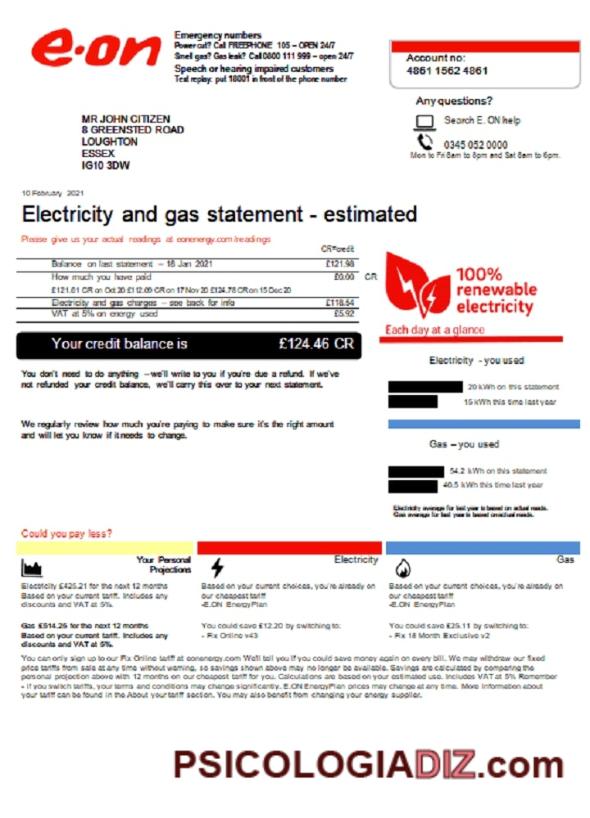 e·on
Emergency numbers
Power cut? Call FREEPHONE 105 – OPEN 24/7
Smell gas? Gas leak? Call 0800 111 999 – open 24/7
Speech or hearing impaired customers
Text replay: put 18001 in front of the phone number
Account no:
4861 1562 4861
Any questions?
Search E. ON help
0345 052 0000
Mon to Fri 8am to 8pm and Sat 8am to 6pm.
MR JOHN CITIZEN
8 GREENSTED ROAD
LOUGHTON
ESSEX
IG10 3DW
10 February 2021
Electricity and gas statement - estimated
Please give us your actual readings at eonenergy.com/readings
CR=credit
Balance on last statement – 18 Jan 2021 £121.98
How much you have paid £0.00 CR
£121.81 CR on Oct 20 £112.09 CR on 17 Nov 20 £124.78 CR on 15 Dec 20
Electricity and gas charges – see back for info £118.54
VAT at 5% on energy used £5.92
Your credit balance is £124.46 CR
100%
renewable
electricity
Each day at a glance
You don't need to do anything – we'll write to you if you're due a refund. If we've
not refunded your credit balance, we'll carry this over to your next statement.
We regularly review how much you're paying to make sure it's the right amount
and will let you know if it needs to change.
Electricity - you used
20 kWh on this statement
15 kWh this time last year
Gas – you used
54.2 kWh on this statement
40.5 kWh this time last year
Electricity average for last year is based on actual reads.
Gas average for last year is based on actual reads.
Could you pay less?
Your Personal
Projections
Electricity £425.21 for the next 12 months
Based on your current tariff. Includes any
discounts and VAT at 5%.
Gas £514.25 for the next 12 months
Based on your current tariff. Includes any
discounts and VAT at 5%.
Electricity
Based on your current choices, you're already on
our cheapest tariff
-E.ON EnergyPlan
You could save £12.20 by switching to:
- Fix Online v43
Gas
Based on your current choices, you're already on
our cheapest tariff
-E.ON EnergyPlan
You could save £25.11 by switching to:
- Fix 18 Month Exclusive v2
You can only sign up to our Fix Online tariff at eonenergy.com We'll tell you if you could save money again on every bill. We may withdraw our fixed
price tariffs from sale at any time without warning, so savings shown above may no longer be available. Savings are calculated by comparing the
personal projection above with 12 months on our cheapest tariff for you. Calculations are based on your estimated use. Includes VAT at 5% Remember
- if you switch tariffs, your terms and conditions may change significantly. E.ON EnergyPlan prices may change at any time. More information about
your tariff can be found in the About your tariff section. You may also benefit from changing your energy supplier.
PSICOLOGIADIZ.com